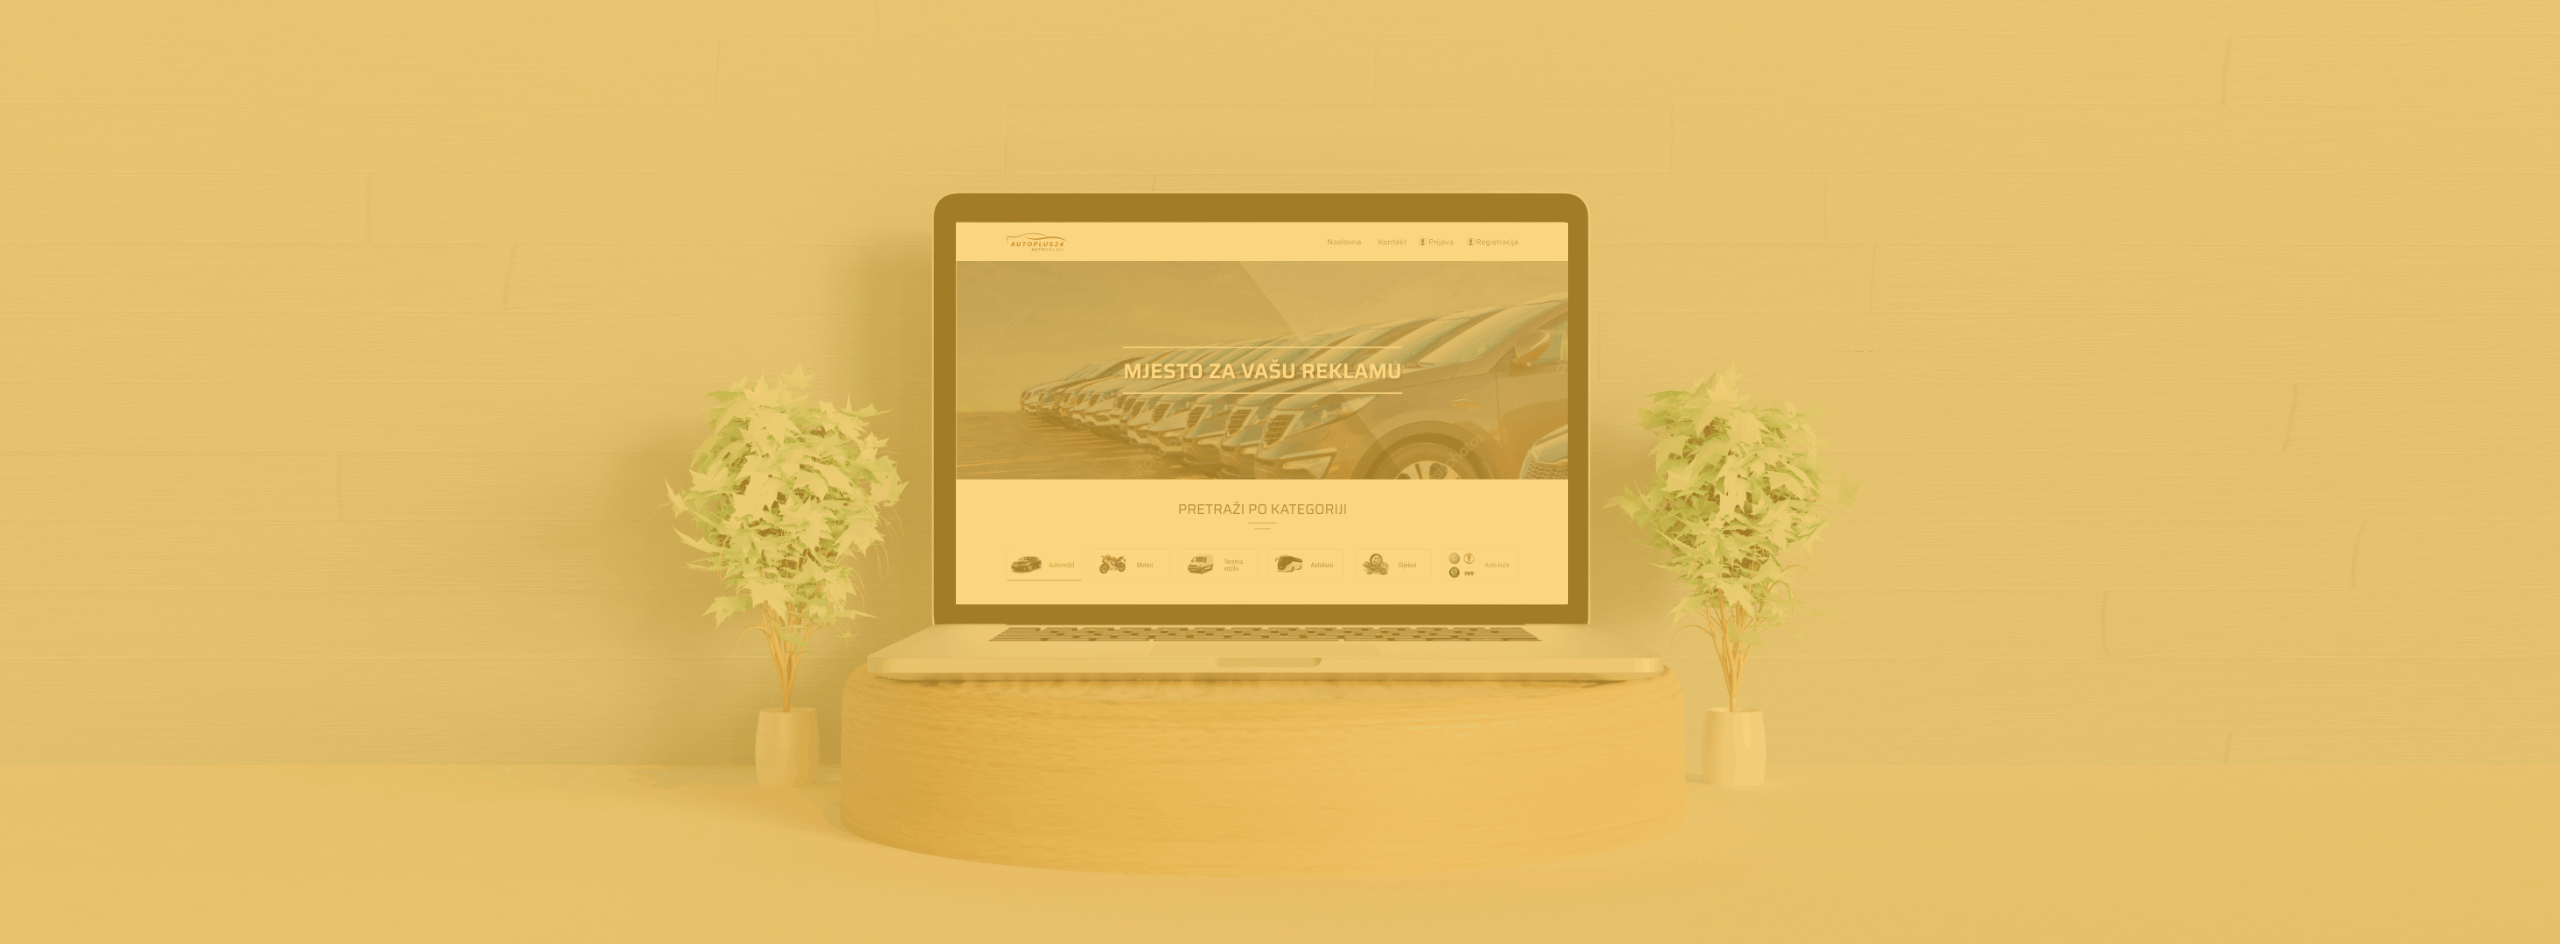 AUTOPLUS24
Naslovna Kontakt Prijava Registracija
MJESTO ZA VAŠU REKLAMU
PRETRAŽI PO KATEGORIJI
Automobili Motori Teretna vozila Autobusi Dijelovi Auto kuće